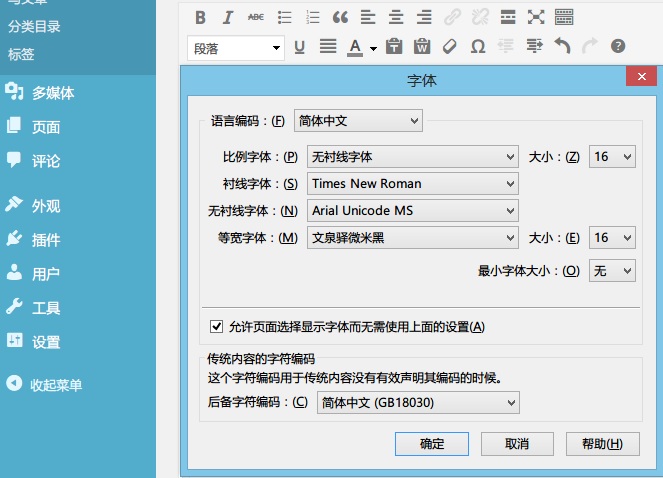 分类目录
标签
多媒体
页面
评论
外观
插件
用户
工具
设置
收起菜单
B I ABC
段落
U A T W Ω ?
字体
语言编码：(F) 简体中文
比例字体：(P) 无衬线字体 大小：(Z) 16
衬线字体：(S) Times New Roman
无衬线字体：(N) Arial Unicode MS
等宽字体：(M) 文泉驿微米黑 大小：(E) 16
最小字体大小：(O) 无
允许页面选择显示字体而无需使用上面的设置(A)
传统内容的字符编码
这个字符编码用于传统内容没有有效声明其编码的时候。
后备字符编码：(C) 简体中文 (GB18030)
确定 取消 帮助(H)